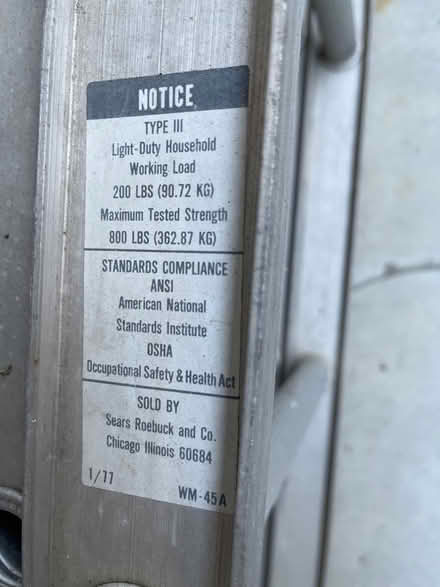 NOTICE
TYPE III
Light-Duty Household
Working Load
200 LBS (90.72 KG)
Maximum Tested Strength
800 LBS (362.87 KG)
STANDARDS COMPLIANCE
ANSI
American National
Standards Institute
OSHA
Occupational Safety & Health Act
SOLD BY
Sears Roebuck and Co.
Chicago Illinois 60684
1/77
WM-45A